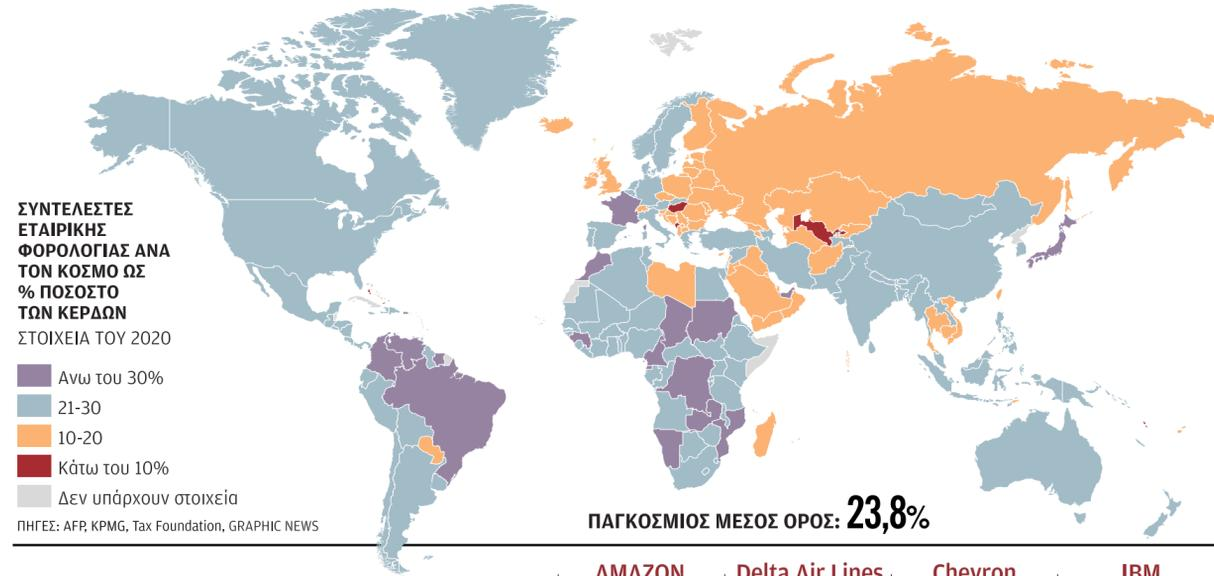 ΣΥΝΤΕΛΕΣΤΕΣ
ΕΤΑΙΡΙΚΗΣ
ΦΟΡΟΛΟΓΙΑΣ ΑΝΑ
ΤΟΝ ΚΟΣΜΟ ΩΣ
% ΠΟΣΟΣΤΟ
ΤΩΝ ΚΕΡΔΩΝ
ΣΤΟΙΧΕΙΑ ΤΟΥ 2020
Ανω του 30%
21-30
10-20
Κάτω του 10%
Δεν υπάρχουν στοιχεία
ΠΗΓΕΣ: AFP, KPMG, Tax Foundation, GRAPHIC NEWS
ΠΑΓΚΟΣΜΙΟΣ ΜΕΣΟΣ ΟΡΟΣ: 23,8%
AMAZON Delta Air Lines Chevron IBM